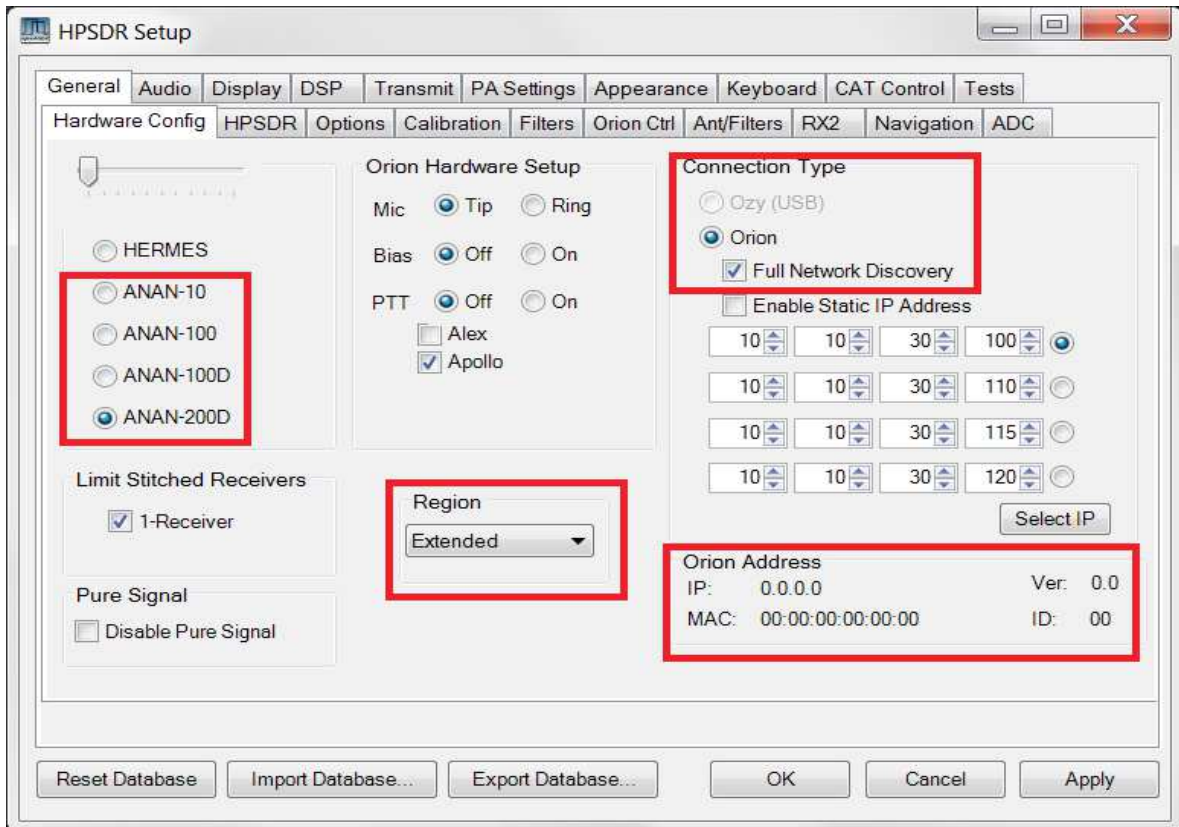 HPSDR Setup
General Audio Display DSP Transmit PA Settings Appearance Keyboard CAT Control Tests
Hardware Config HPSDR Options Calibration Filters Orion Ctrl Ant/Filters RX2 Navigation ADC
HERMES
ANAN-10
ANAN-100
ANAN-100D
ANAN-200D
Limit Stitched Receivers
1-Receiver
Pure Signal
Disable Pure Signal
Orion Hardware Setup
Mic Tip Ring
Bias Off On
PTT Off On
Alex
Apollo
Region
Extended
Connection Type
Ozy (USB)
Orion
Full Network Discovery
Enable Static IP Address
10 10 30 100
10 10 30 110
10 10 30 115
10 10 30 120
Select IP
Orion Address
IP: 0.0.0.0 Ver: 0.0
MAC: 00:00:00:00:00:00 ID: 00
Reset Database Import Database... Export Database... OK Cancel Apply